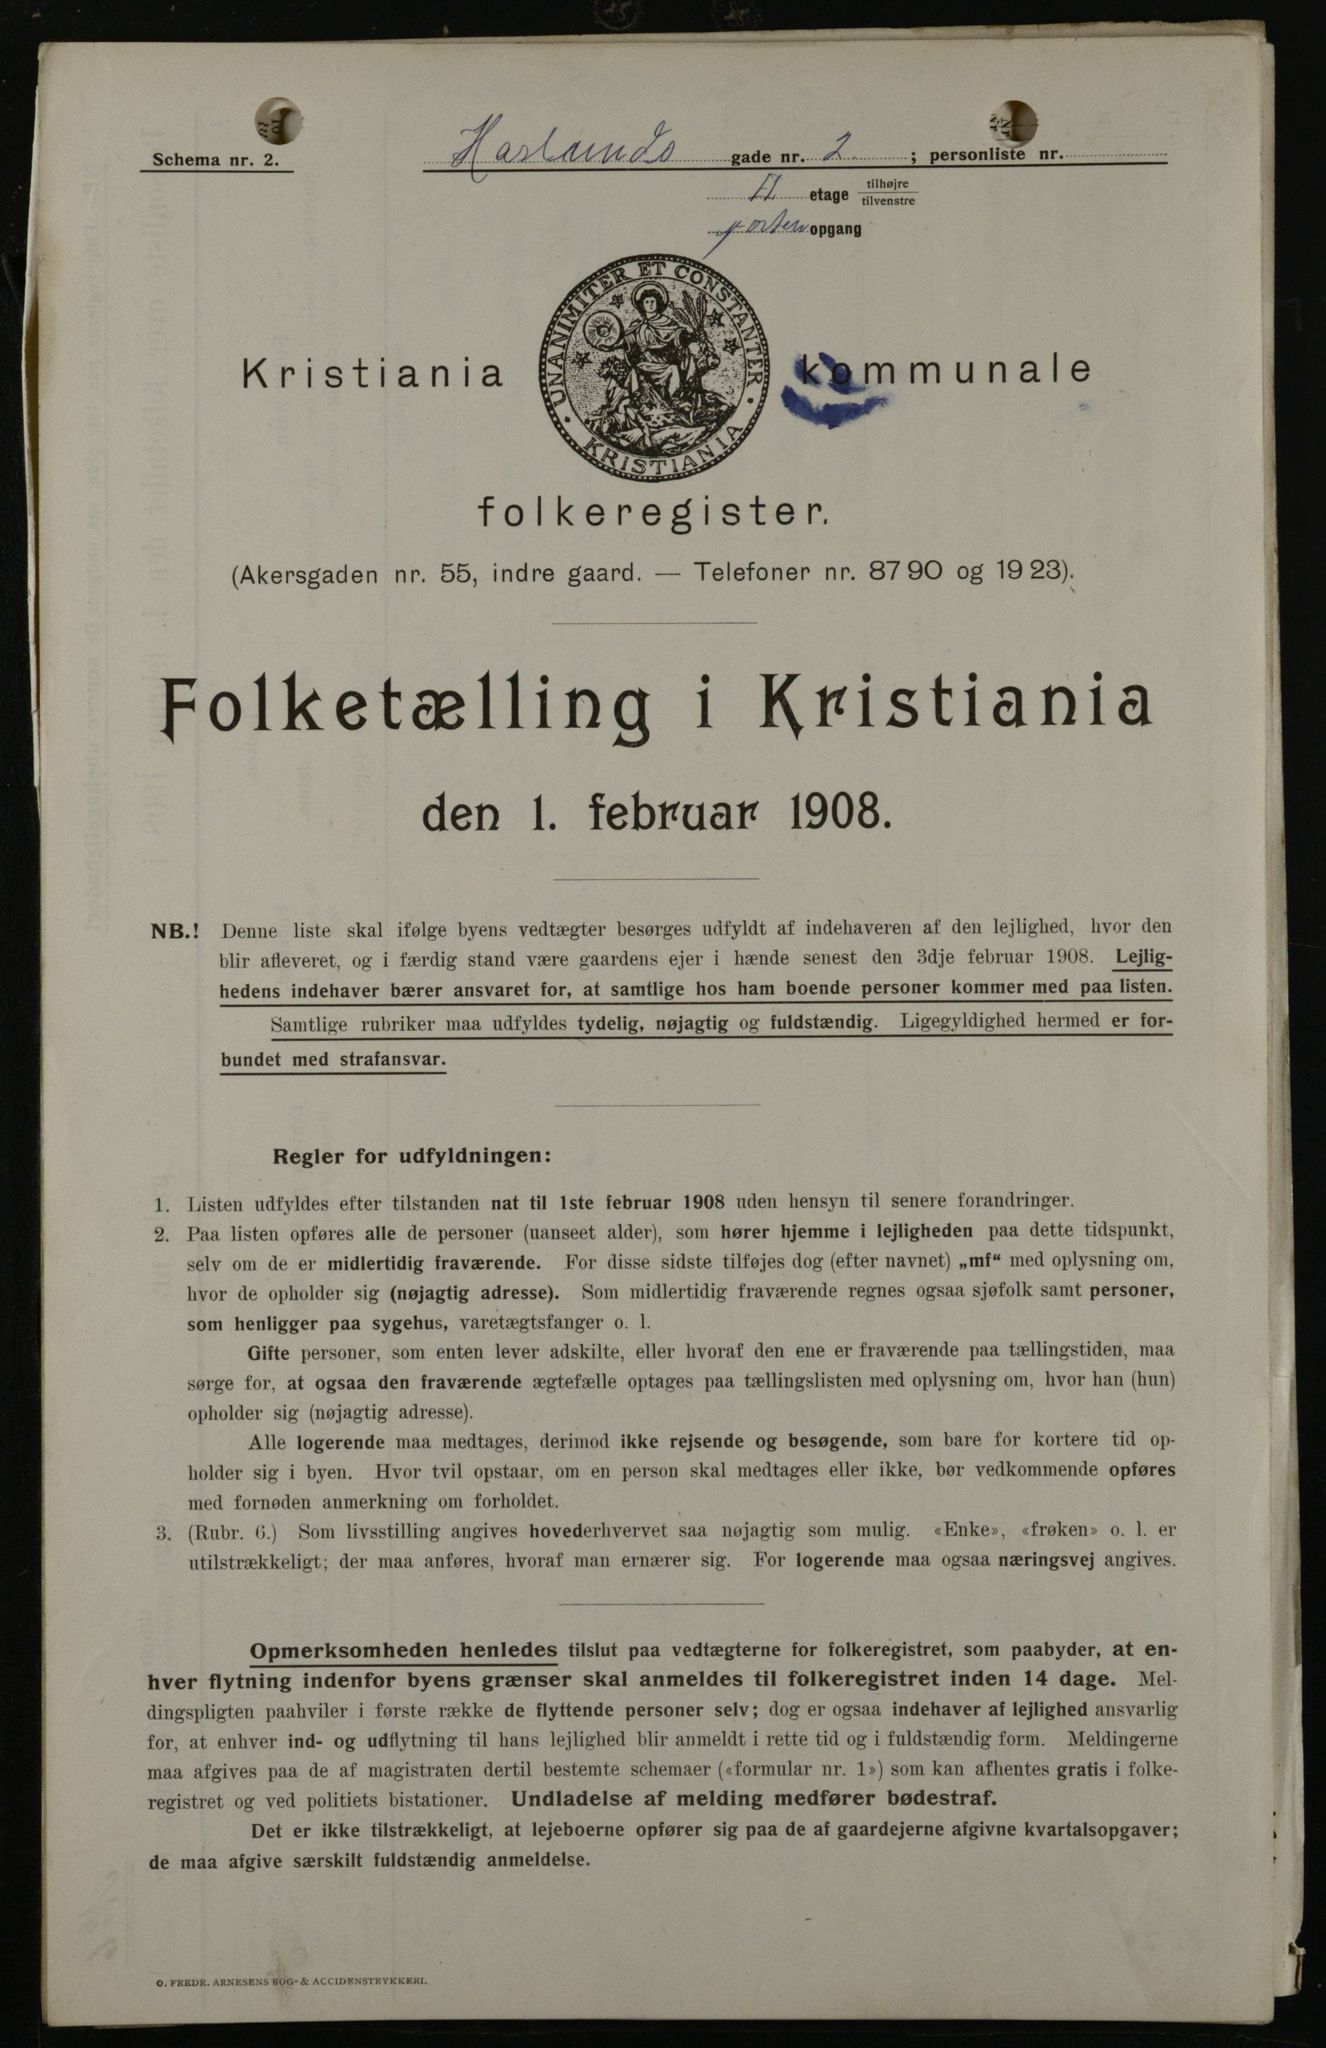 Schema nr. 2.
Haslunds gade nr. 2 ; personliste nr.
II etage tilhøjre
tilvenstre
porten opgang
UNANIMITER ET CONSTANTER
KRISTIANIA
Kristiania kommunale
folkeregister.
(Akersgaden nr. 55, indre gaard. — Telefoner nr. 87 90 og 19 23).
Folketælling i Kristiania
den 1. februar 1908.
NB.! Denne liste skal ifølge byens vedtægter besørges udfyldt af indehaveren af den lejlighed, hvor den
blir afleveret, og i færdig stand være gaardens ejer i hænde senest den 3dje februar 1908. Lejlig-
hedens indehaver bærer ansvaret for, at samtlige hos ham boende personer kommer med paa listen.
Samtlige rubriker maa udfyldes tydelig, nøjagtig og fuldstændig. Ligegyldighed hermed er for-
bundet med strafansvar.
Regler for udfyldningen:
1. Listen udfyldes efter tilstanden nat til 1ste februar 1908 uden hensyn til senere forandringer.
2. Paa listen opføres alle de personer (uanseet alder), som hører hjemme i lejligheden paa dette tidspunkt,
selv om de er midlertidig fraværende. For disse sidste tilføjes dog (efter navnet) „mf“ med oplysning om,
hvor de opholder sig (nøjagtig adresse). Som midlertidig fraværende regnes ogsaa sjøfolk samt personer,
som henligger paa sygehus, varetægtsfanger o. l.
Gifte personer, som enten lever adskilte, eller hvoraf den ene er fraværende paa tællingstiden, maa
sørge for, at ogsaa den fraværende ægtefælle optages paa tællingslisten med oplysning om, hvor han (hun)
opholder sig (nøjagtig adresse).
Alle logerende maa medtages, derimod ikke rejsende og besøgende, som bare for kortere tid op-
holder sig i byen. Hvor tvil opstaar, om en person skal medtages eller ikke, bør vedkommende opføres
med fornøden anmerkning om forholdet.
3. (Rubr. 6.) Som livsstilling angives hovederhvervet saa nøjagtig som mulig. «Enke», «frøken» o. l. er
utilstrækkeligt; der maa anføres, hvoraf man ernærer sig. For logerende maa ogsaa næringsvej angives.
Opmerksomheden henledes tilslut paa vedtægterne for folkeregistret, som paabyder, at en-
hver flytning indenfor byens grænser skal anmeldes til folkeregistret inden 14 dage. Mel-
dingspligten paahviler i første række de flyttende personer selv; dog er ogsaa indehaver af lejlighed ansvarlig
for, at enhver ind- og udflytning til hans lejlighed blir anmeldt i rette tid og i fuldstændig form. Meldingerne
maa afgives paa de af magistraten dertil bestemte schemaer («formular nr. 1») som kan afhentes gratis i folke-
registret og ved politiets bistationer. Undladelse af melding medfører bødestraf.
Det er ikke tilstrækkeligt, at lejeboerne opfører sig paa de af gaardejerne afgivne kvartalsopgaver;
de maa afgive særskilt fuldstændig anmeldelse.
O. FREDR. ARNESENS BOG- & ACCIDENSTRYKKERI.